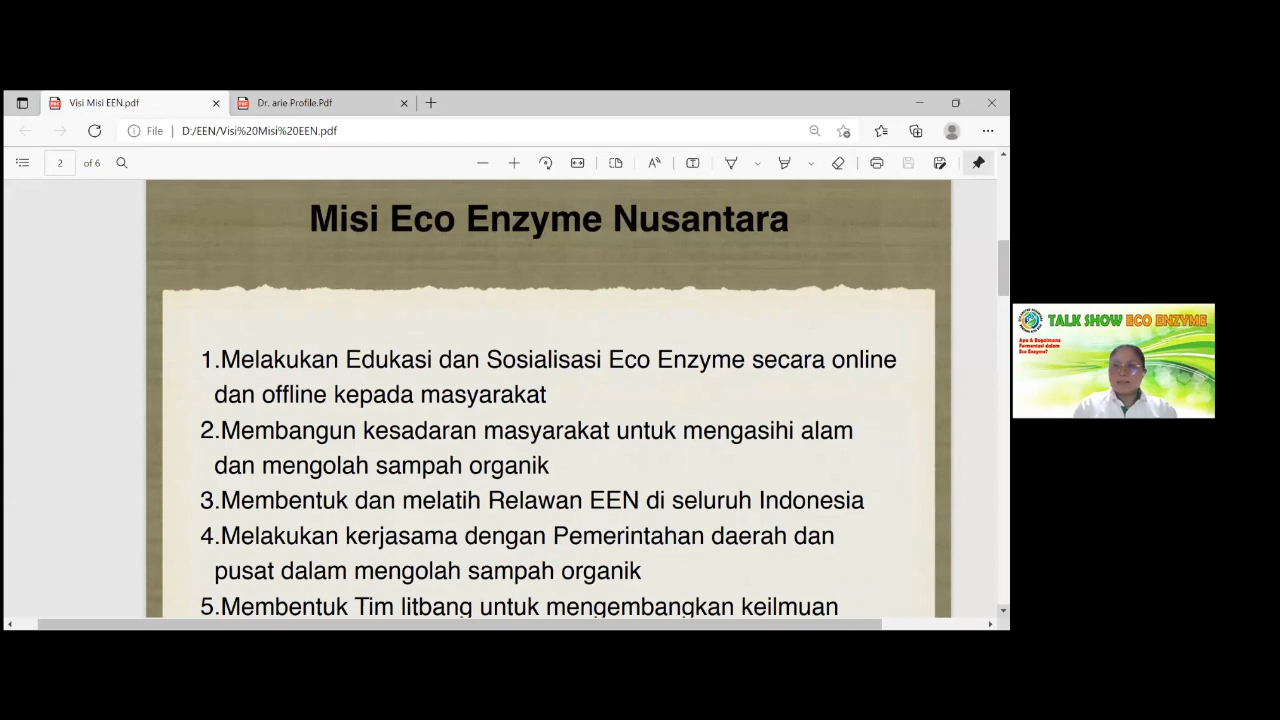 Visi Misi EEN.pdf
Dr. arie Profile.Pdf
File
D:/EEN/Visi%20Misi%20EEN.pdf
2
of 6
Misi Eco Enzyme Nusantara
1.Melakukan Edukasi dan Sosialisasi Eco Enzyme secara online
dan offline kepada masyarakat
2.Membangun kesadaran masyarakat untuk mengasihi alam
dan mengolah sampah organik
3.Membentuk dan melatih Relawan EEN di seluruh Indonesia
4.Melakukan kerjasama dengan Pemerintahan daerah dan
pusat dalam mengolah sampah organik
5.Membentuk Tim litbang untuk mengembangkan keilmuan
TALK SHOW ECO ENZYME
Apa & Bagaimana
Fermentasi dalam
Eco Enzyme?